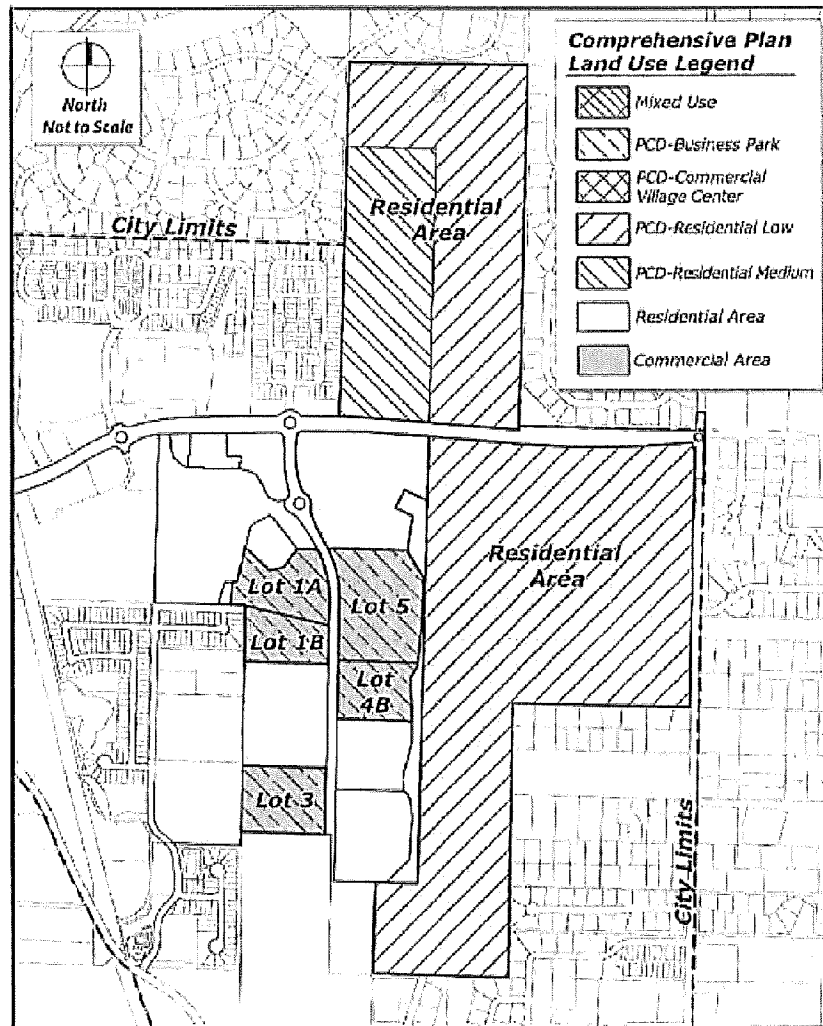 North
Not to Scale
Comprehensive Plan
Land Use Legend
Mixed Use
PCD-Business Park
PCD-Commercial
Village Center
PCD-Residential Low
PCD-Residential Medium
Residential Area
Commercial Area
City Limits
Residential
Area
Residential
Area
Lot 1A
Lot 5
Lot 1B
Lot
4B
Lot 3
City Limits